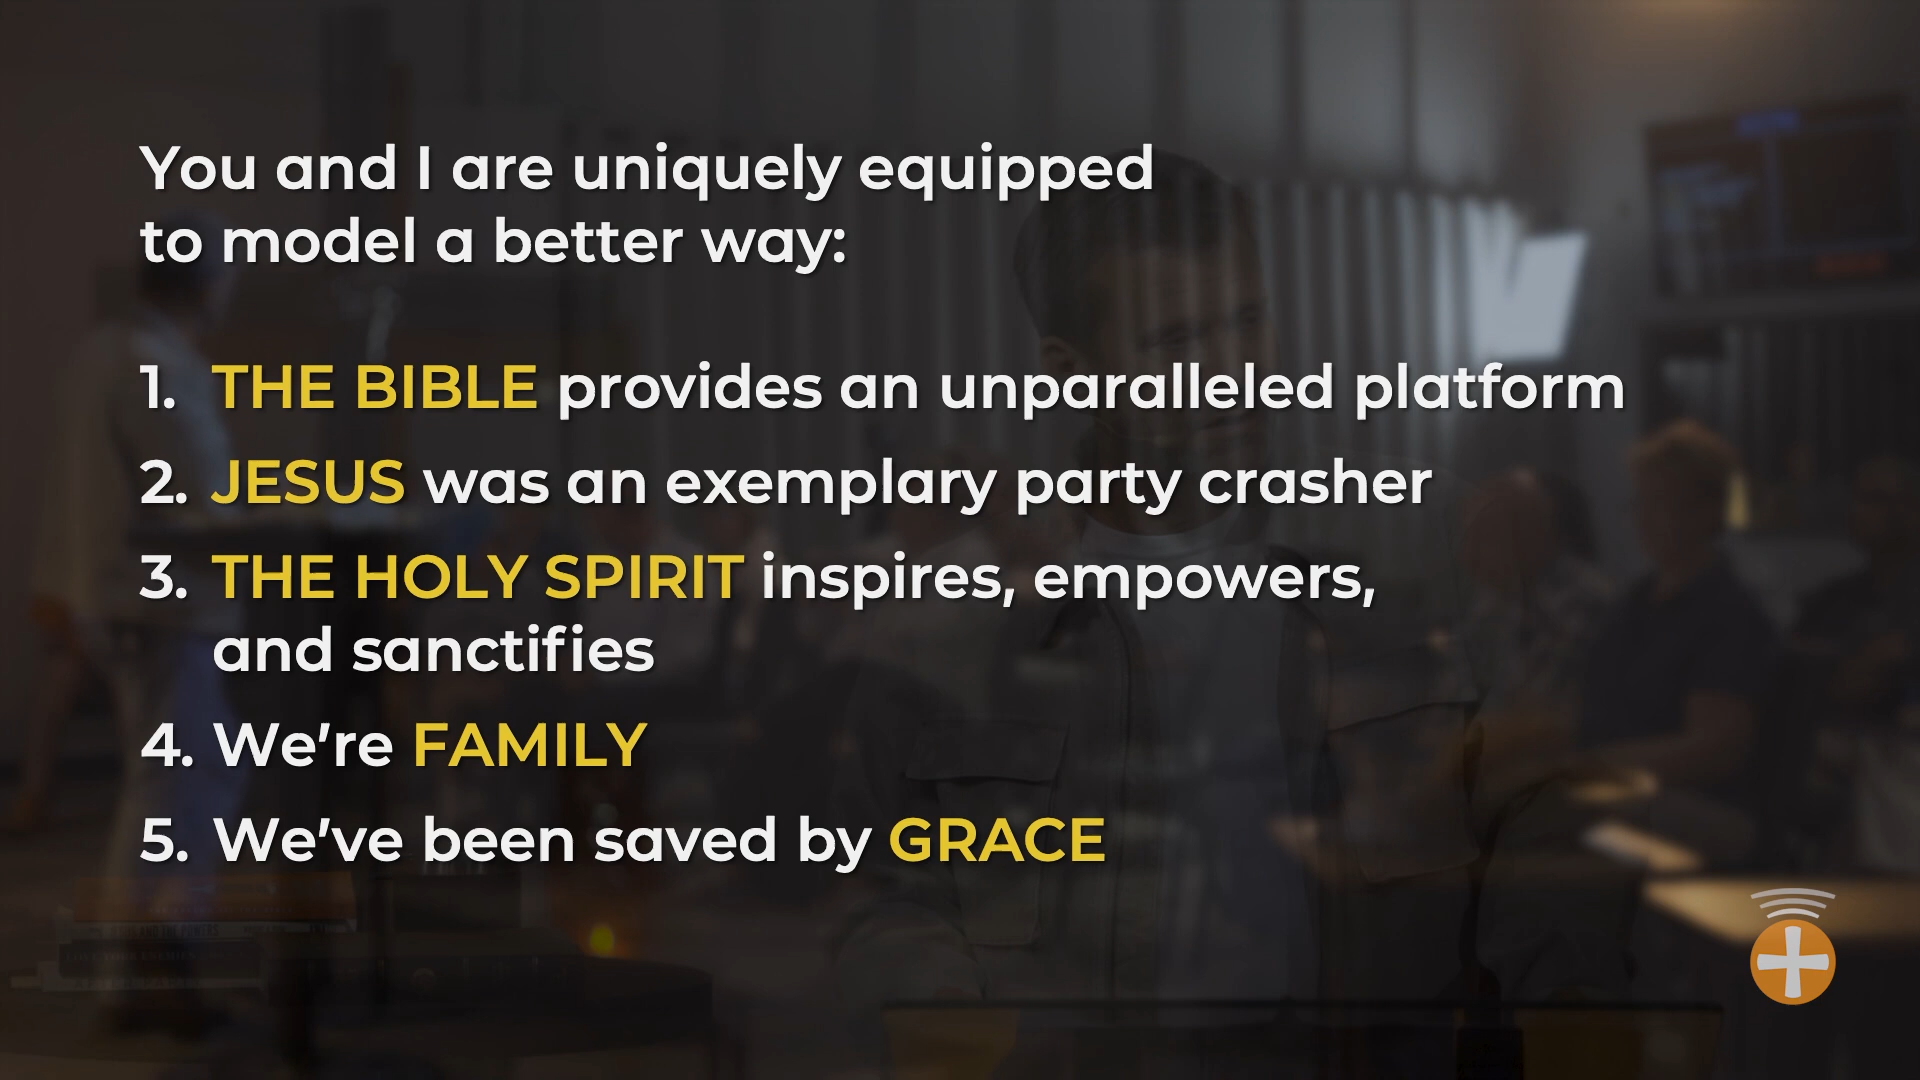 You and I are uniquely equipped
to model a better way:
1. THE BIBLE provides an unparalleled platform
2. JESUS was an exemplary party crasher
3. THE HOLY SPIRIT inspires, empowers,
and sanctifies
4. We're FAMILY
5. We've been saved by GRACE